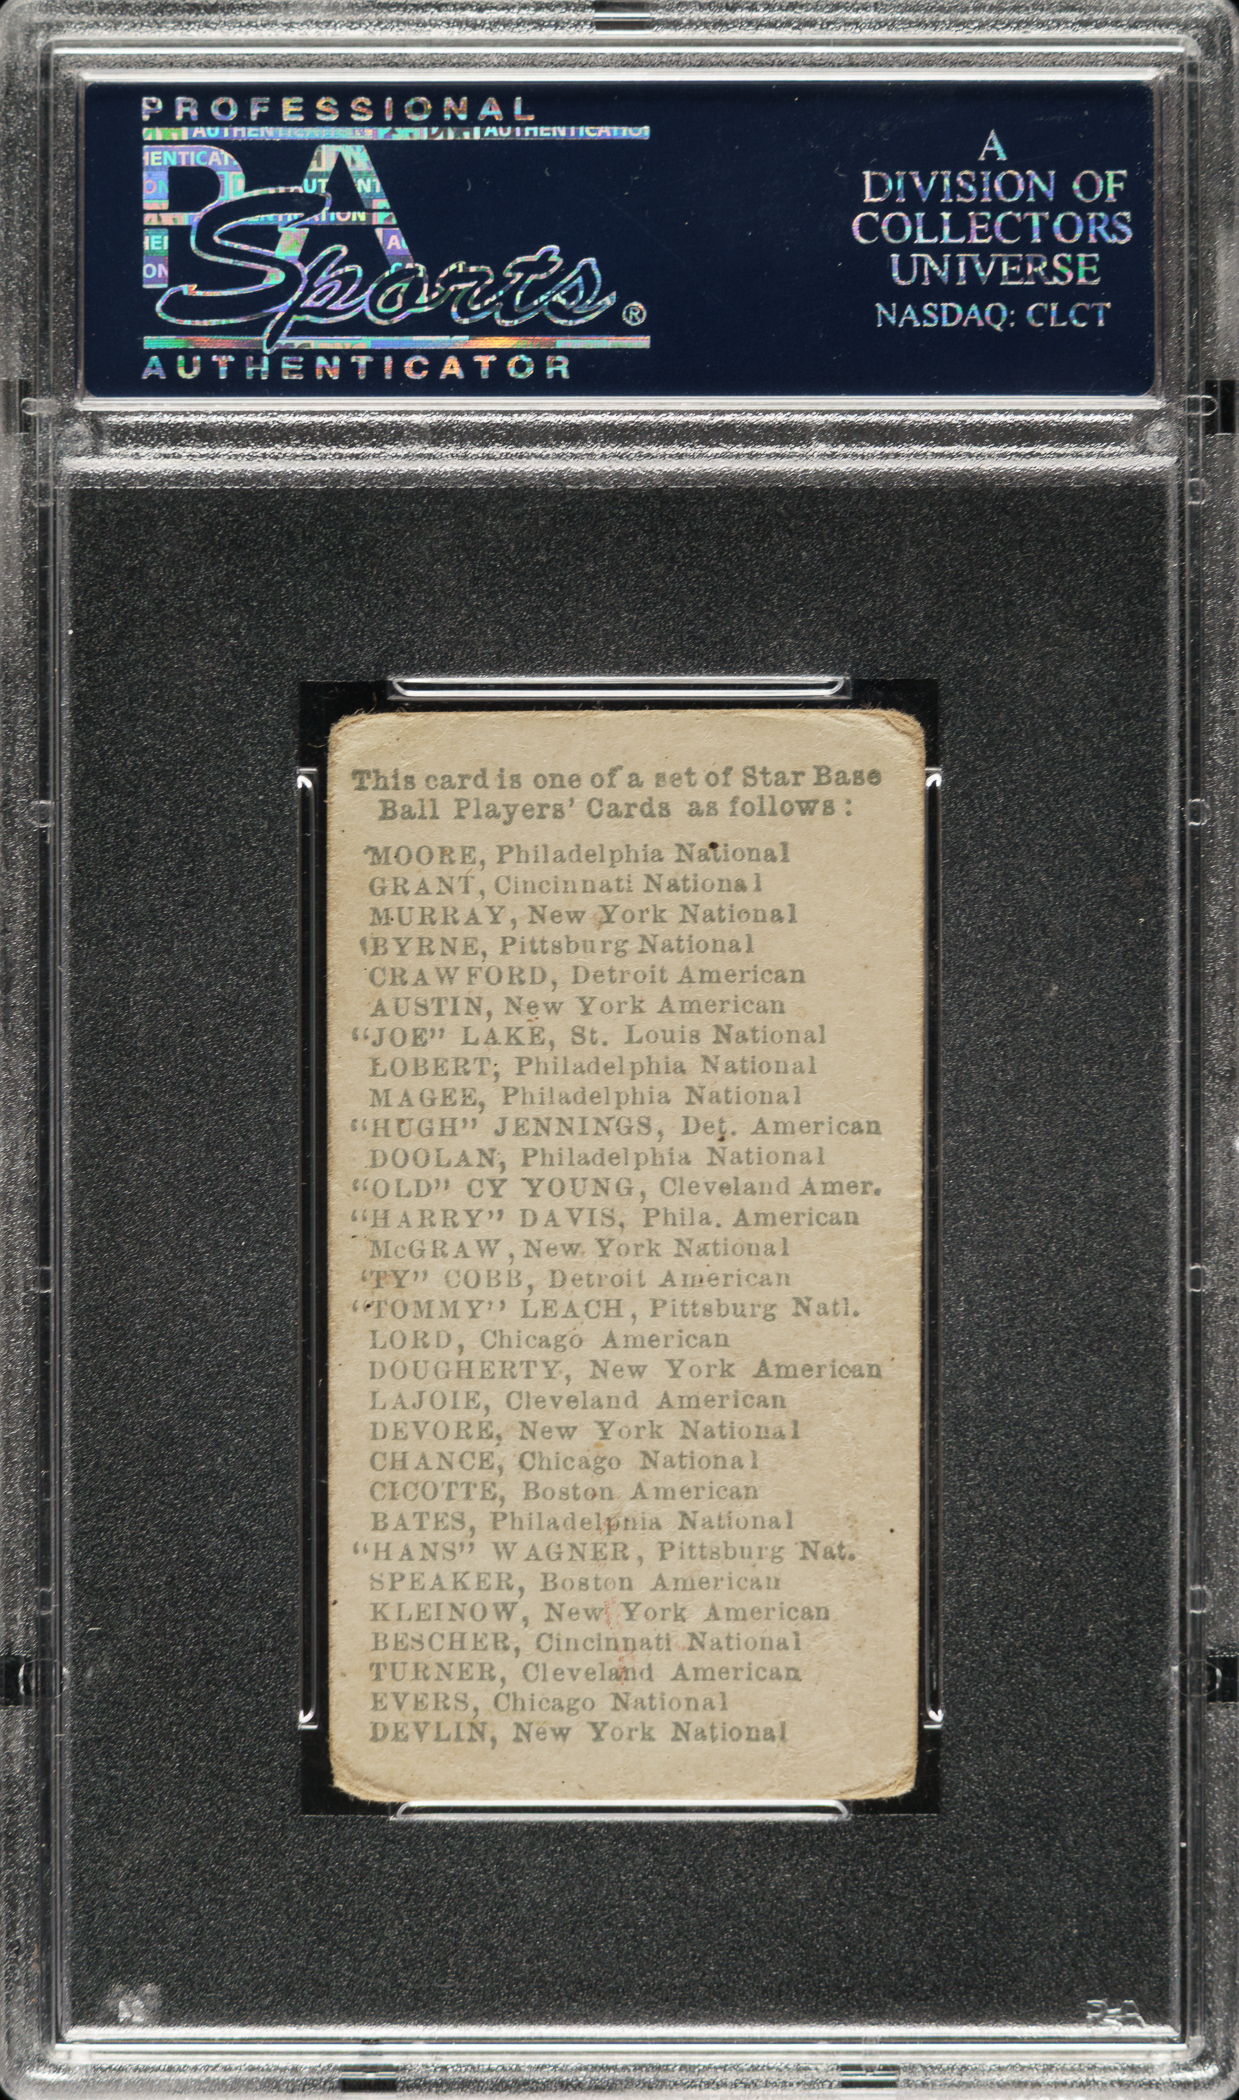 PROFESSIONAL
PSA
Sports®
AUTHENTICATOR
A
DIVISION OF
COLLECTORS
UNIVERSE
NASDAQ: CLCT
This card is one of a set of Star Base
Ball Players' Cards as follows:
MOORE, Philadelphia National
GRANT, Cincinnati National
MURRAY, New York National
BYRNE, Pittsburg National
CRAWFORD, Detroit American
AUSTIN, New York American
"JOE" LAKE, St. Louis National
LOBERT; Philadelphia National
MAGEE, Philadelphia National
"HUGH" JENNINGS, Det. American
DOOLAN, Philadelphia National
"OLD" CY YOUNG, Cleveland Amer.
"HARRY" DAVIS, Phila. American
McGRAW, New York National
'TY" COBB, Detroit American
"TOMMY" LEACH, Pittsburg Natl.
LORD, Chicago American
DOUGHERTY, New York American
LAJOIE, Cleveland American
DEVORE, New York National
CHANCE, Chicago National
CICOTTE, Boston American
BATES, Philadelphia National
"HANS" WAGNER, Pittsburg Nat.
SPEAKER, Boston American
KLEINOW, New York American
BESCHER, Cincinnati National
TURNER, Cleveland American
EVERS, Chicago National
DEVLIN, New York National
PSA